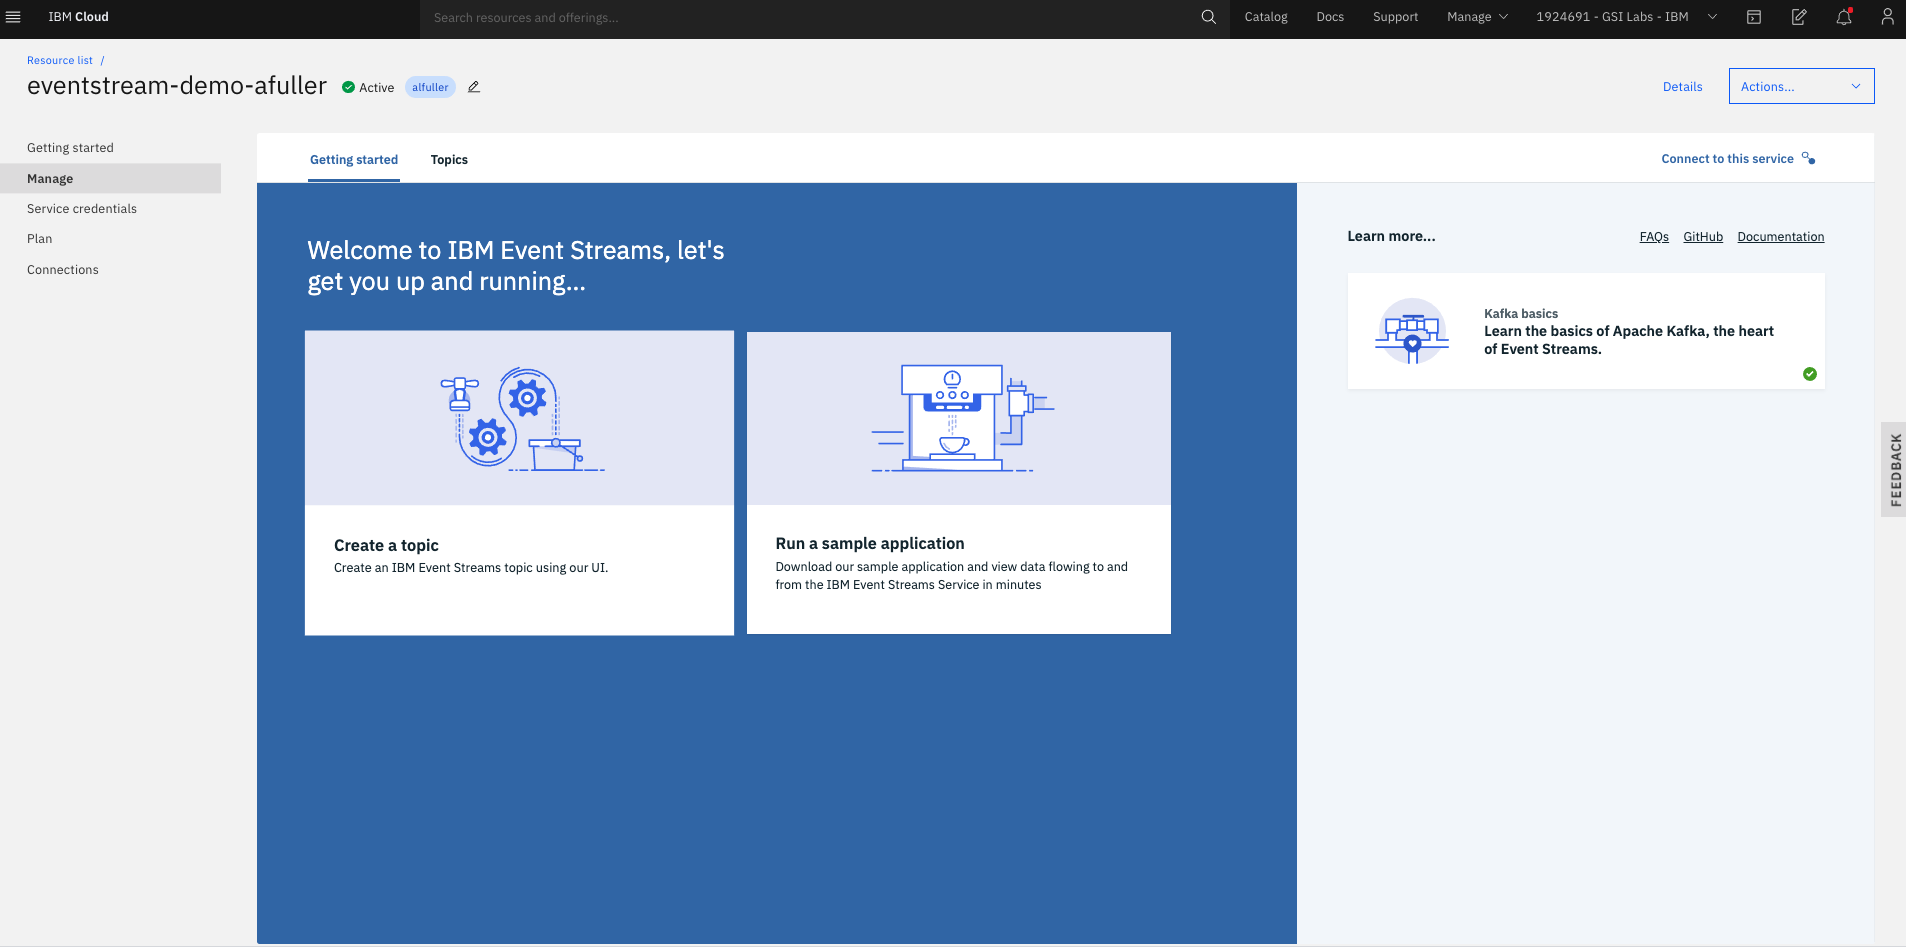 IBM Cloud
Search resources and offerings...
Catalog
Docs
Support
Manage
1924691 - GSI Labs - IBM
Resource list /
eventstream-demo-afuller
Active
alfuller
Details
Actions...
Getting started
Manage
Service credentials
Plan
Connections
Getting started
Topics
Connect to this service
Welcome to IBM Event Streams, let's
get you up and running...
Create a topic
Create an IBM Event Streams topic using our UI.
Run a sample application
Download our sample application and view data flowing to and
from the IBM Event Streams Service in minutes
Learn more...
FAQs
GitHub
Documentation
Kafka basics
Learn the basics of Apache Kafka, the heart
of Event Streams.
FEEDBACK